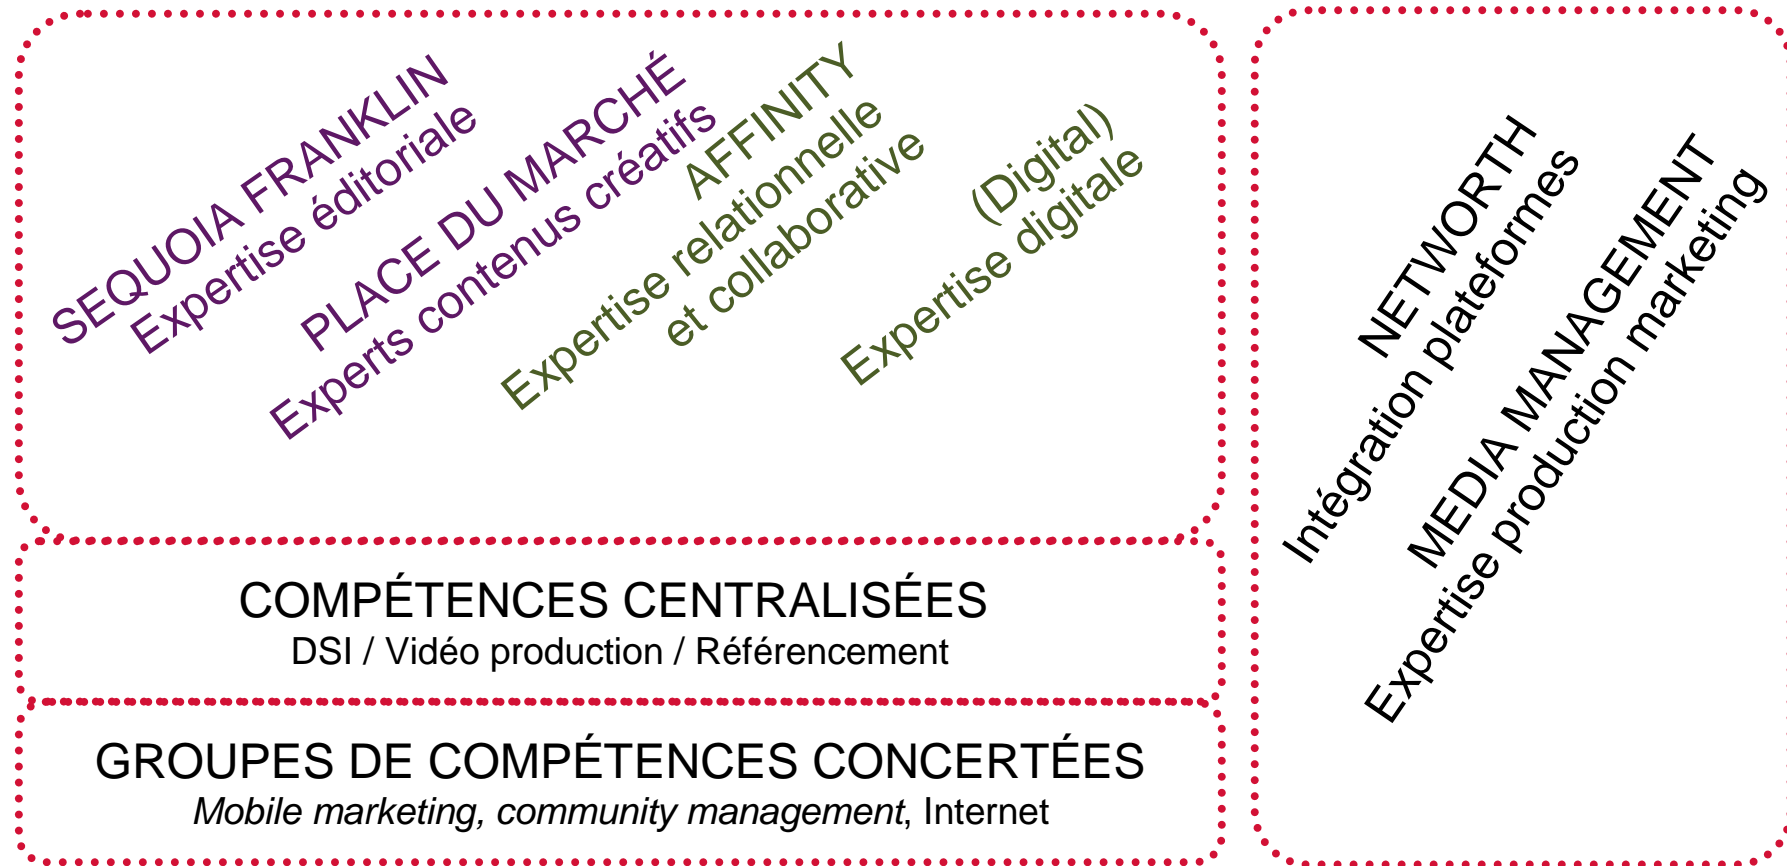 SEQUOIA FRANKLIN
Expertise éditoriale
PLACE DU MARCHÉ
Experts contenus créatifs
AFFINITY
Expertise relationnelle
et collaborative
(Digital)
Expertise digitale
NETWORTH
Intégration plateformes
MEDIA MANAGEMENT
Expertise production marketing
COMPÉTENCES CENTRALISÉES
DSI / Vidéo production / Référencement
GROUPES DE COMPÉTENCES CONCERTÉES
Mobile marketing, community management, Internet